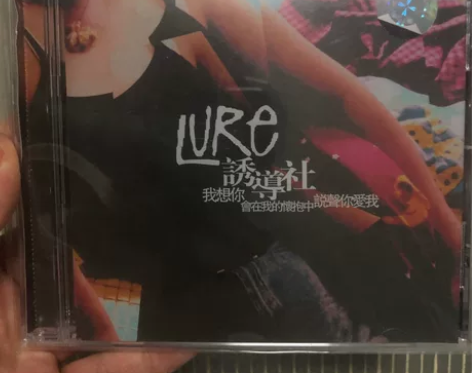 LURe
誘導社
我想你
會在我的懷抱中
說聲你愛我